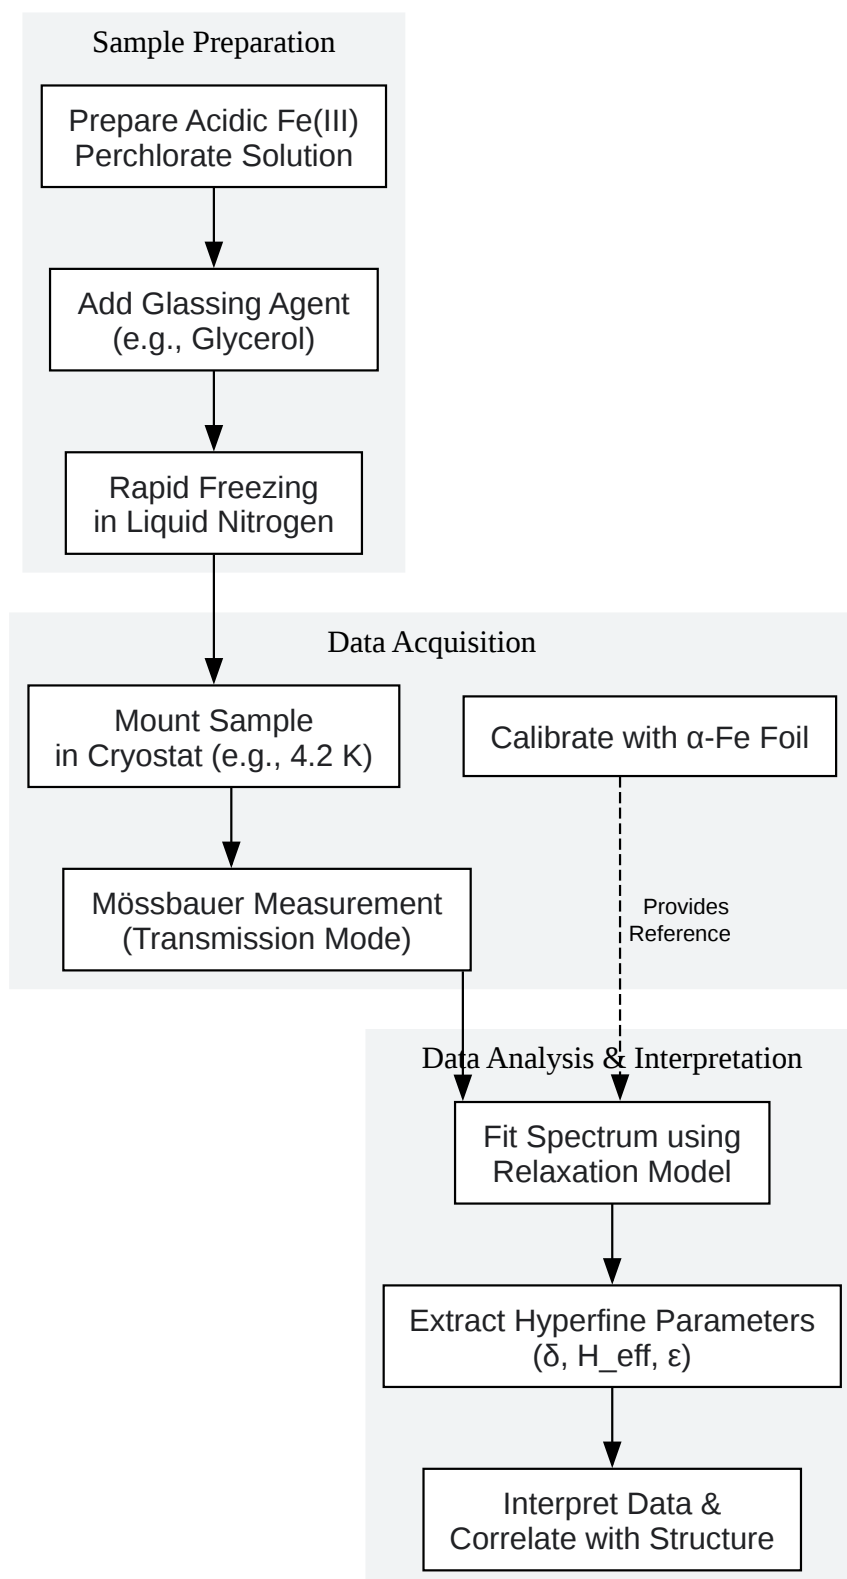 Sample Preparation
Prepare Acidic Fe(III)
Perchlorate Solution
Add Glassing Agent
(e.g., Glycerol)
Rapid Freezing
in Liquid Nitrogen
Data Acquisition
Mount Sample
in Cryostat (e.g., 4.2 K)
Calibrate with α-Fe Foil
Mössbauer Measurement
(Transmission Mode)
Provides
Reference
Data Analysis & Interpretation
Fit Spectrum using
Relaxation Model
Extract Hyperfine Parameters
(δ, H_eff, ε)
Interpret Data &
Correlate with Structure